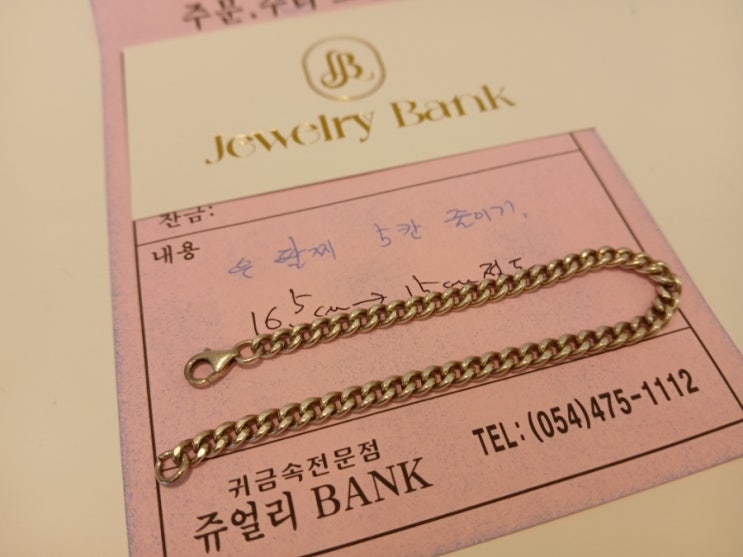 주문,수리
JB
Jewelry Bank
잔금:
내용
은 팔찌 5칸 줄이기.
16.5cm → 15cm 정도
TEL: (054)475-1112
귀금속전문점
쥬얼리 BANK